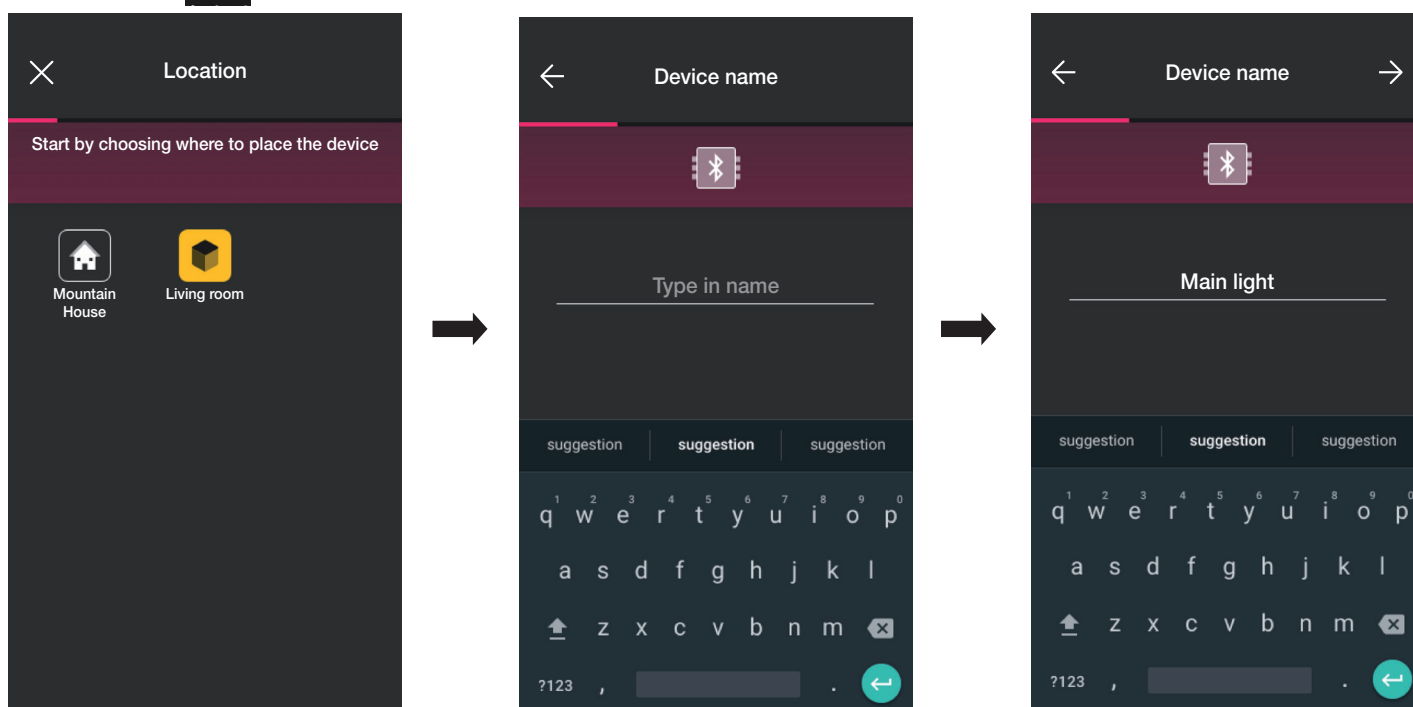 Location
Start by choosing where to place the device
Mountain
House
Living room
Device name
Type in name
suggestion suggestion suggestion
1 2 3 4 5 6 7 8 9 0
q w e r t y u i o p
a s d f g h j k l
z x c v b n m
?123 , .
Device name
Main light
suggestion suggestion suggestion
1 2 3 4 5 6 7 8 9 0
q w e r t y u i o p
a s d f g h j k l
z x c v b n m
?123 , .